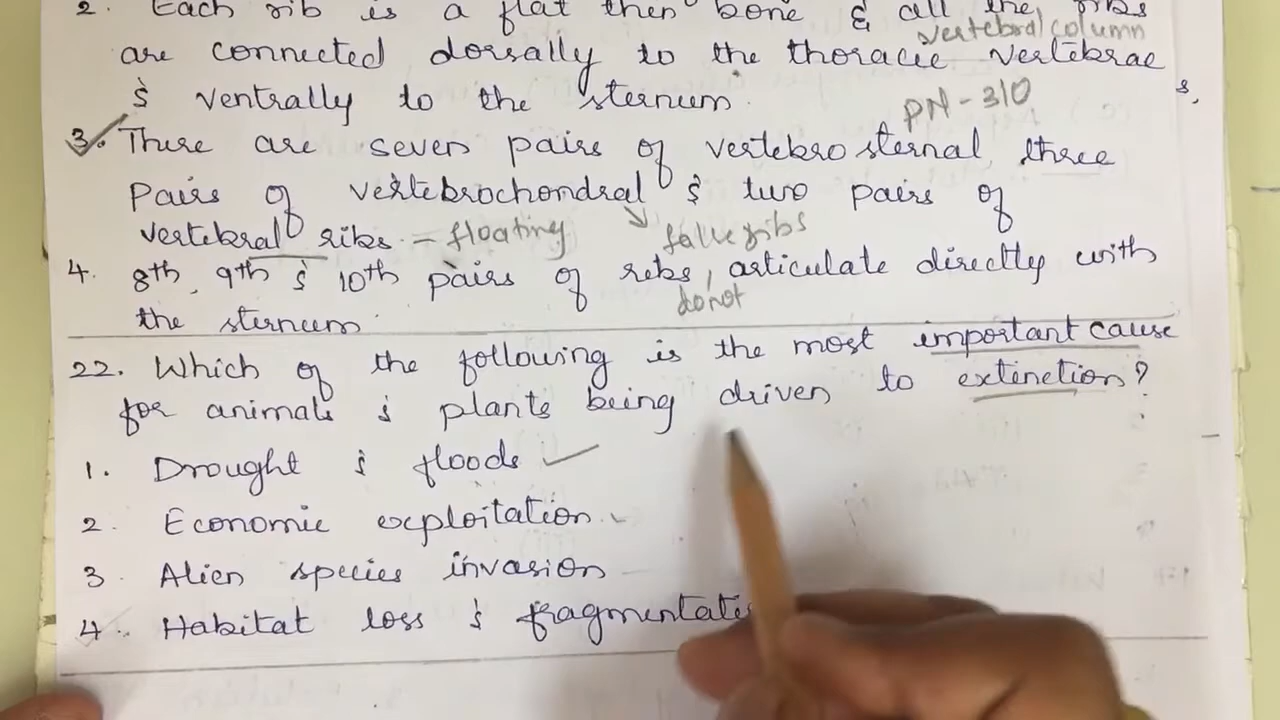 2. Each rib is a flat thin bone & all the ribs
vertebral column
are connected dorsally to the thoracic vertebrae
& ventrally to the sternum.
PN - 310
3. There are seven pairs of vertebrosternal, three
pairs of vertebrochondral & two pairs of
vertebral ribs. - floating
false ribs
4. 8th, 9th & 10th pairs of ribs, articulate directly with
do not
the sternum.
22. Which of the following is the most important cause
for animals & plants being driven to extinction?
1. Drought & floods
2. Economic exploitation
3. Alien species invasion
4. Habitat loss &